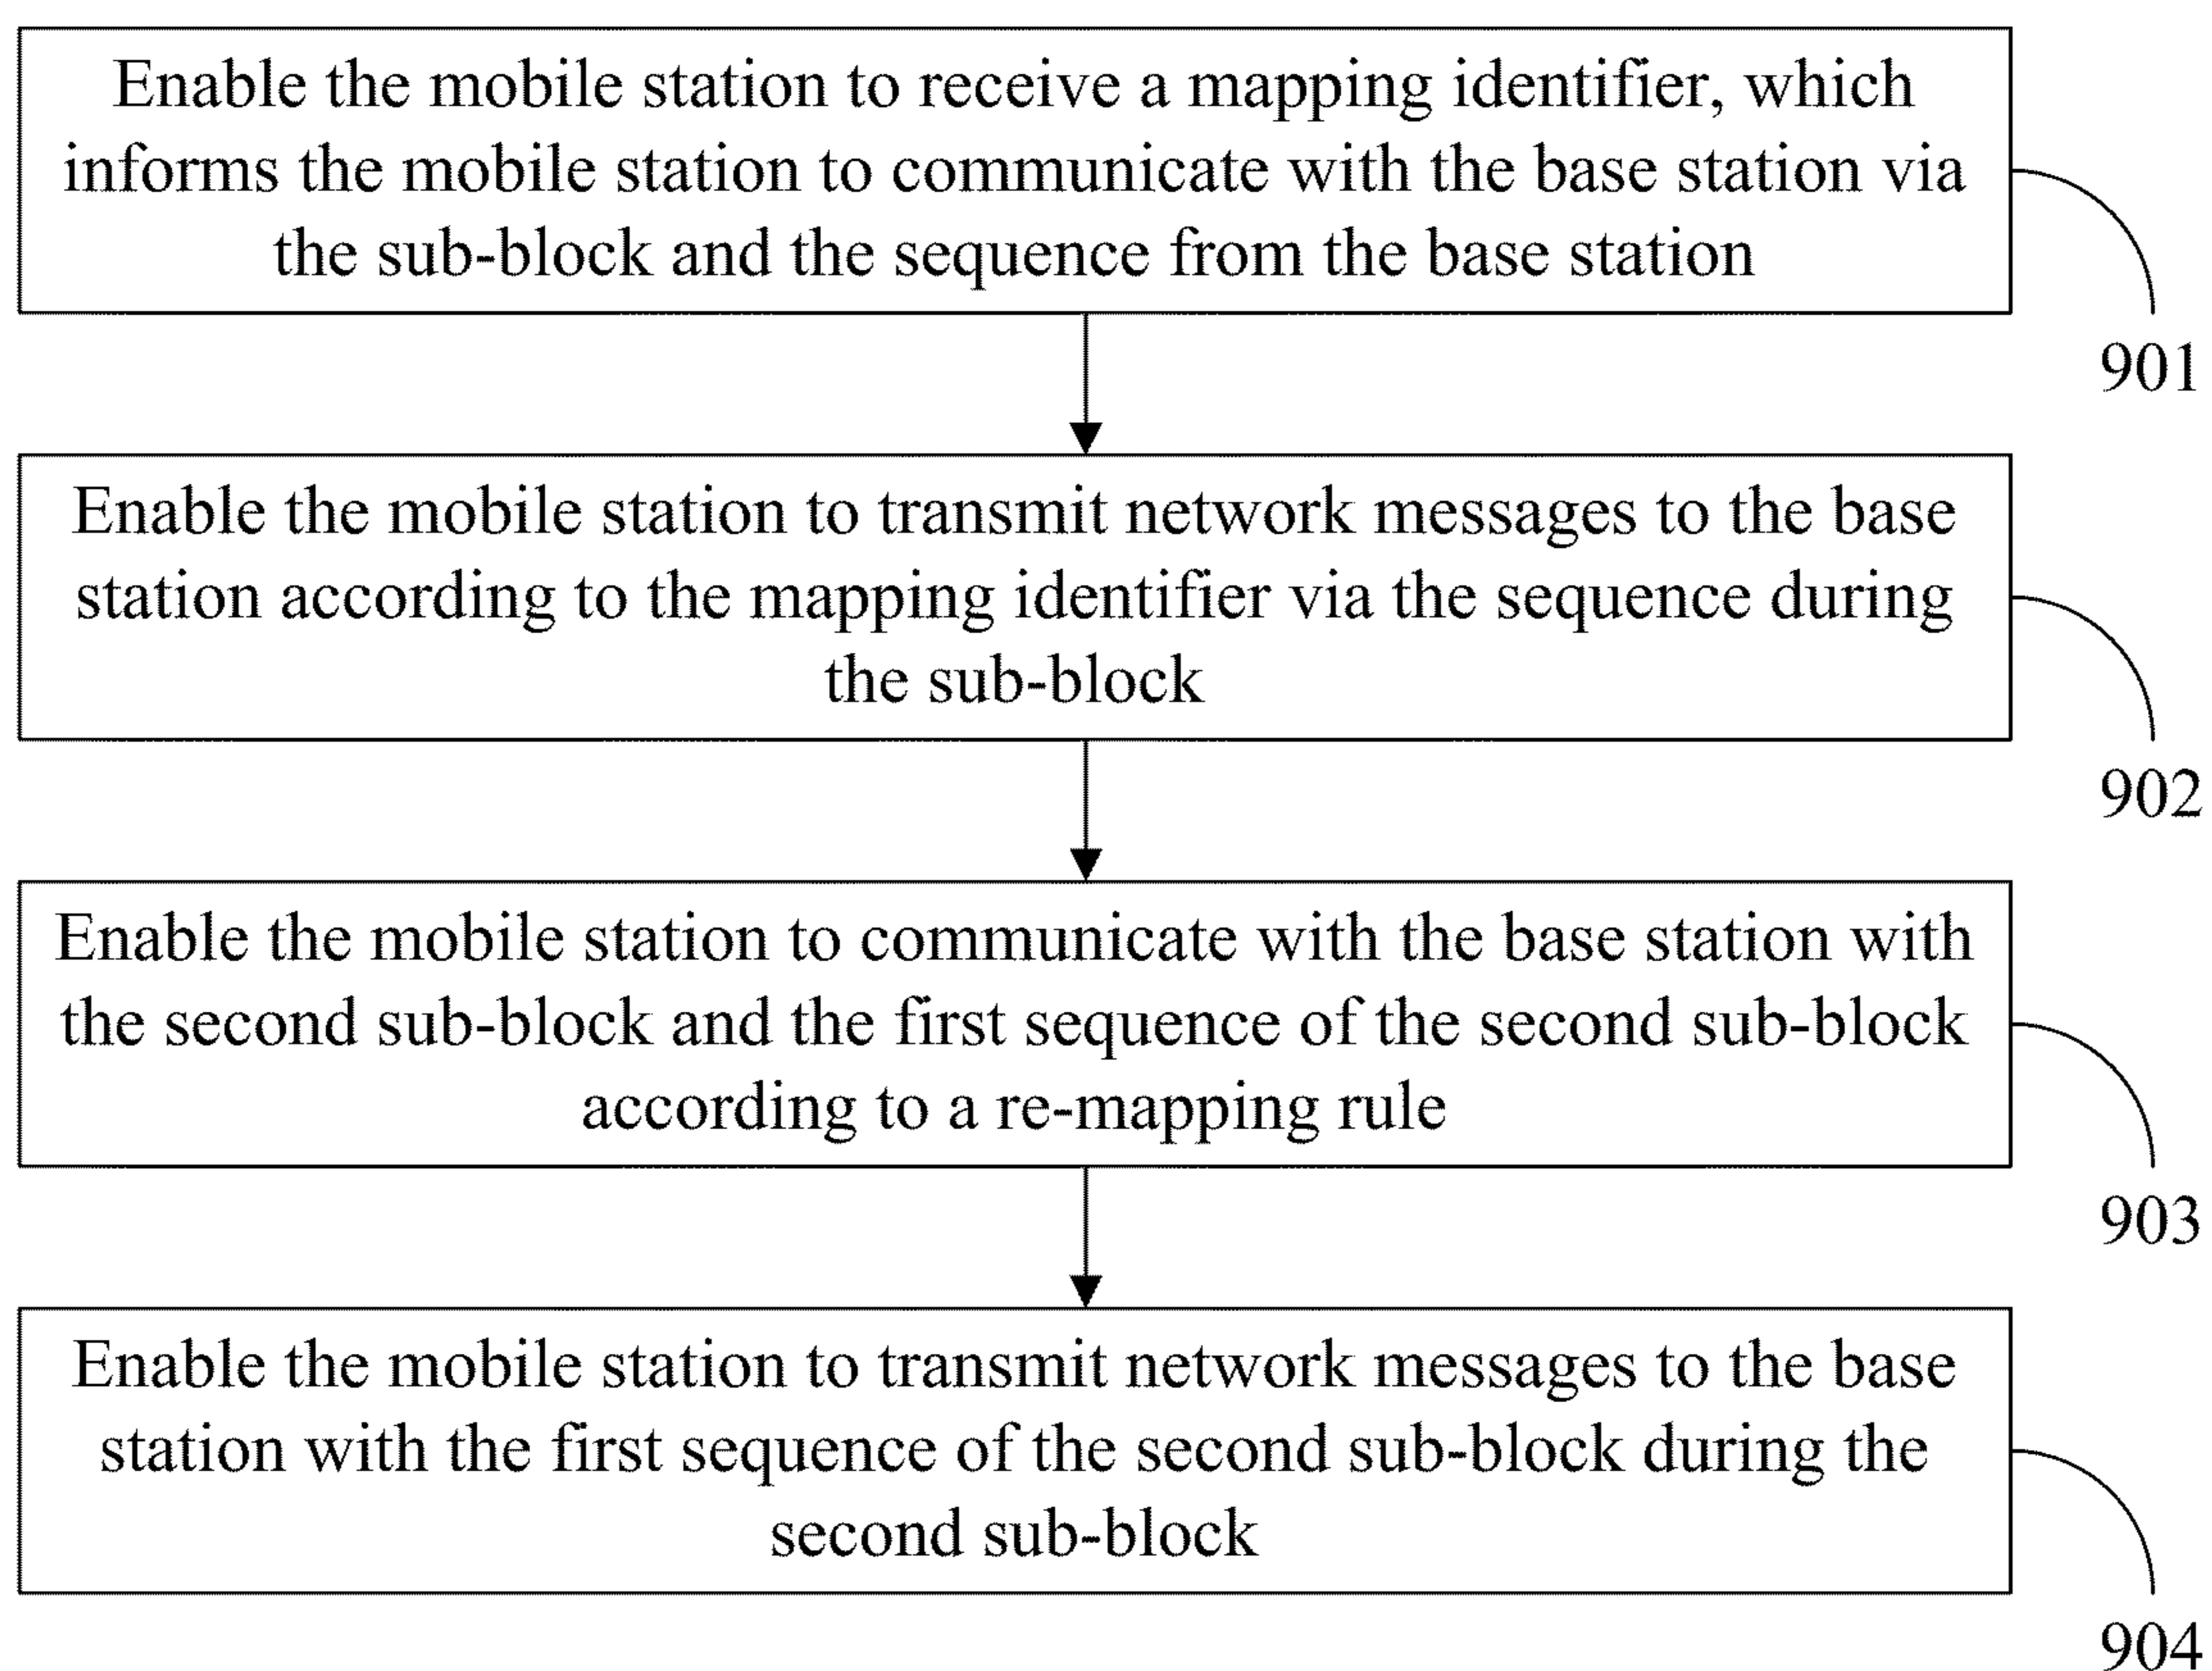 Enable the mobile station to receive a mapping identifier, which
informs the mobile station to communicate with the base station via
the sub-block and the sequence from the base station
901
Enable the mobile station to transmit network messages to the base
station according to the mapping identifier via the sequence during
the sub-block
902
Enable the mobile station to communicate with the base station with
the second sub-block and the first sequence of the second sub-block
according to a re-mapping rule
903
Enable the mobile station to transmit network messages to the base
station with the first sequence of the second sub-block during the
second sub-block
904